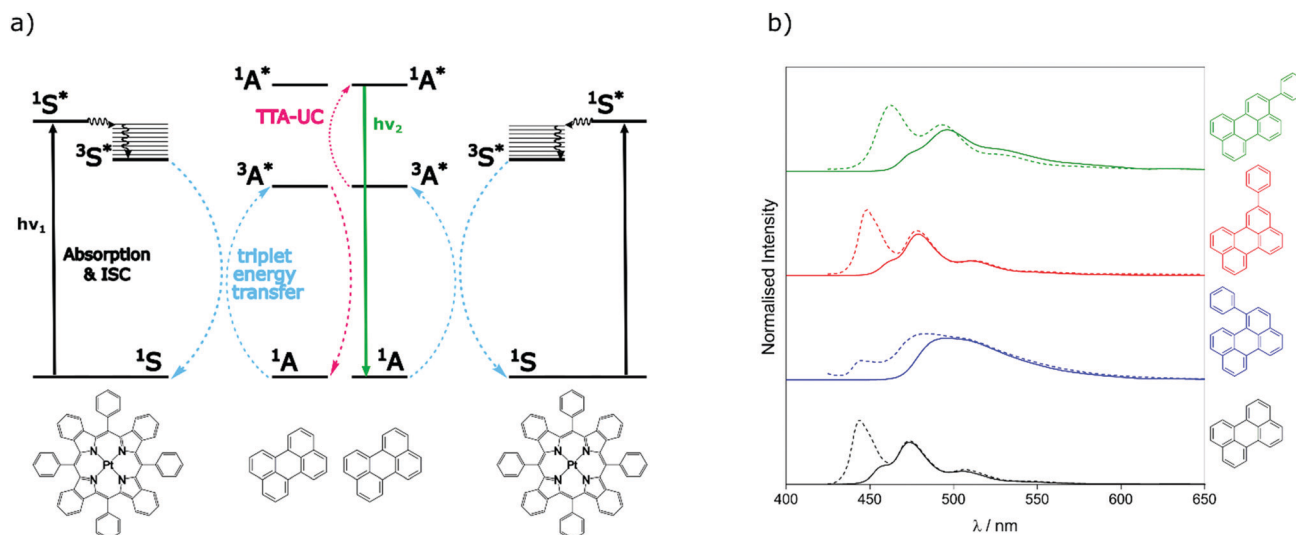 a)
b)
¹A*
¹A*
¹S*
TTA-UC
¹S*
hν₂
³S*
³S*
³A*
³A*
hν₁
Absorption
& ISC
triplet
energy
transfer
¹S
¹A
¹A
¹S
N
N
Pt
N
N
N
N
Pt
N
N
Normalised Intensity
400
450
500
550
600
650
λ / nm